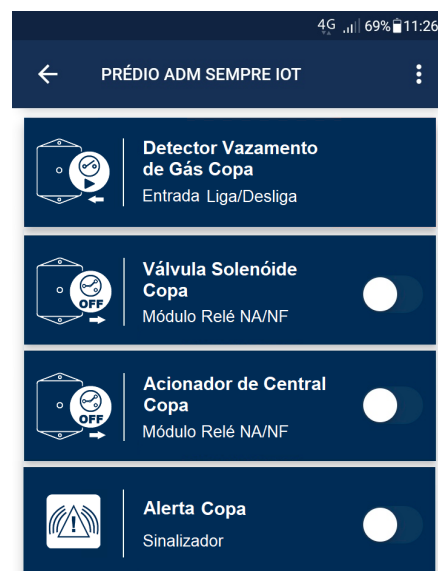 4G 69% 11:26
PRÉDIO ADM SEMPRE IOT
Detector Vazamento
de Gás Copa
Entrada Liga/Desliga
Válvula Solenóide
Copa
OFF
Módulo Relé NA/NF
Acionador de Central
Copa
OFF
Módulo Relé NA/NF
Alerta Copa
Sinalizador